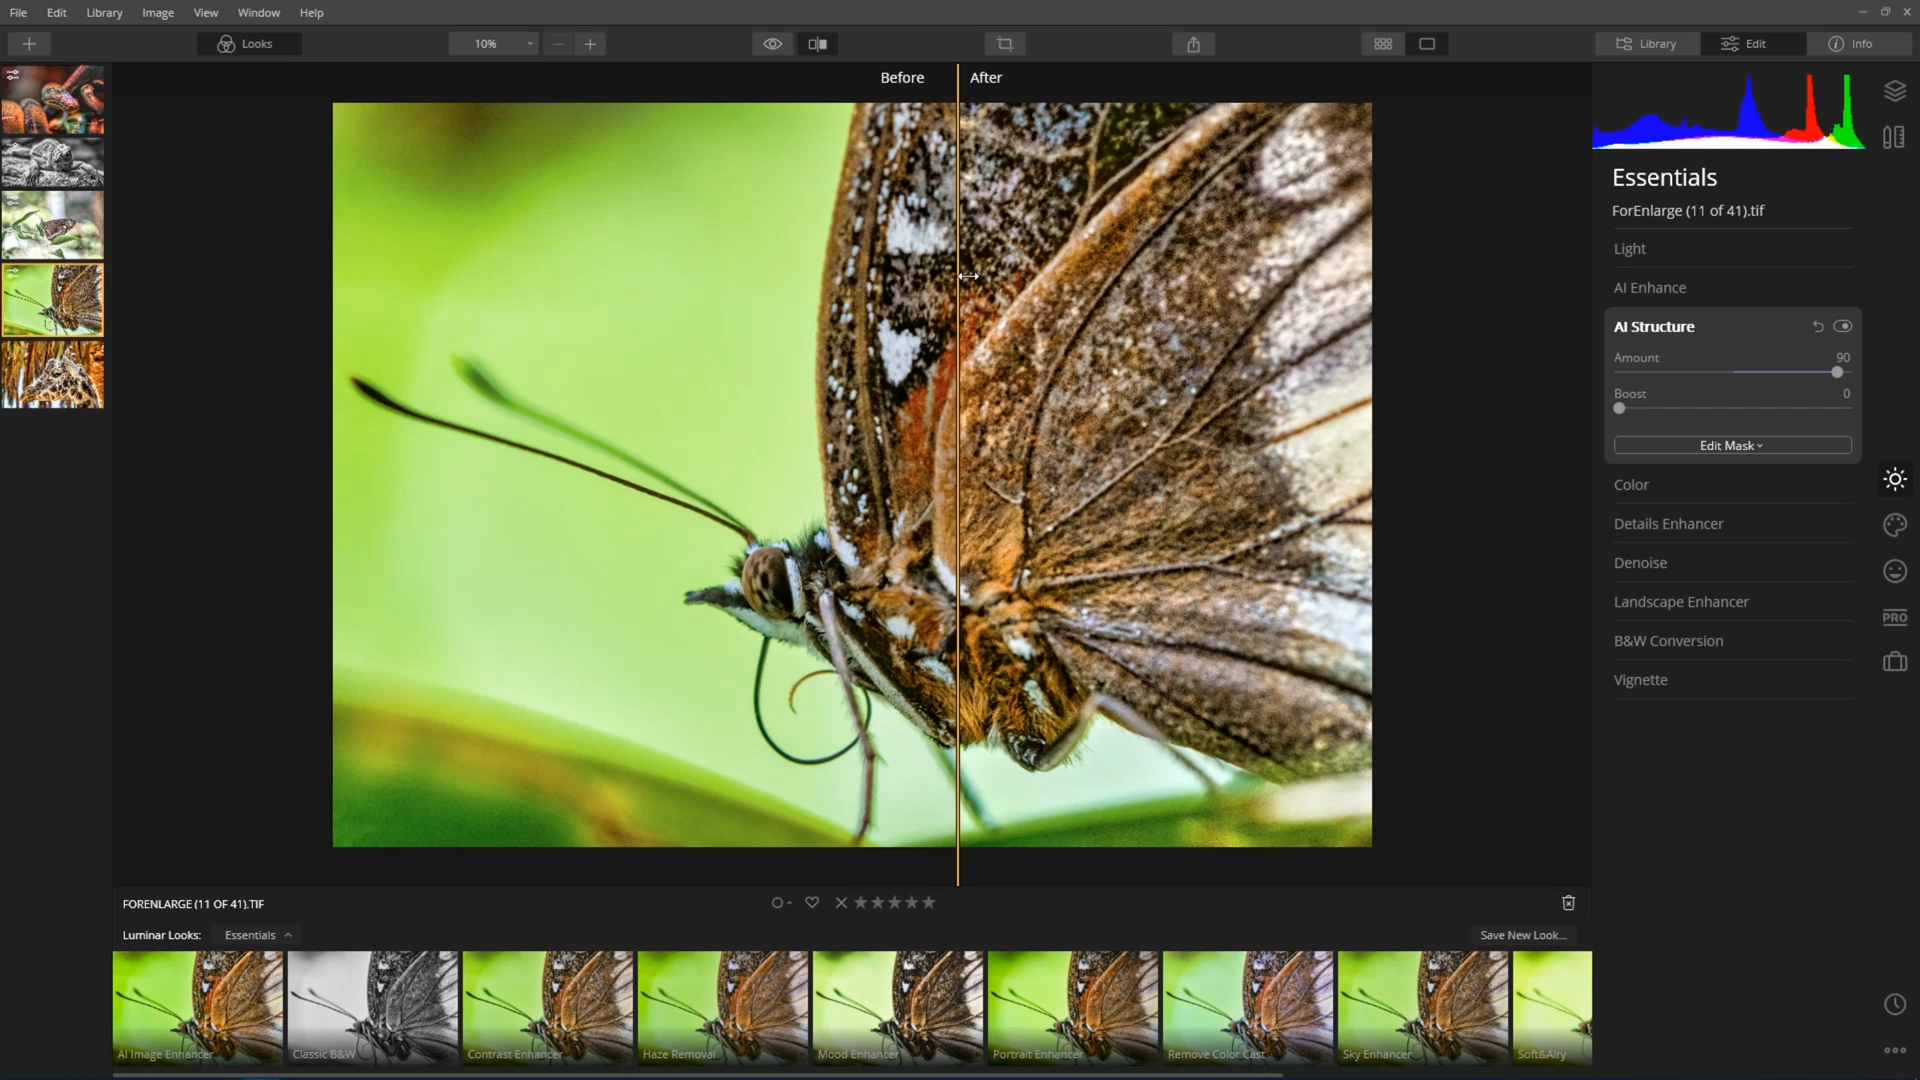 File Edit Library Image View Window Help
Looks 10% Library Edit Info
Before After
Essentials
ForEnlarge (11 of 41).tif
Light
AI Enhance
AI Structure
Amount 90
Boost 0
Edit Mask
Color
Details Enhancer
Denoise
Landscape Enhancer
B&W Conversion
Vignette
PRO
FORENLARGE (11 OF 41).TIF
Luminar Looks: Essentials Save New Look...
AI Image Enhancer Classic B&W Contrast Enhancer Haze Removal Mood Enhancer Portrait Enhancer Remove Color Cast Sky Enhancer Soft&Airy